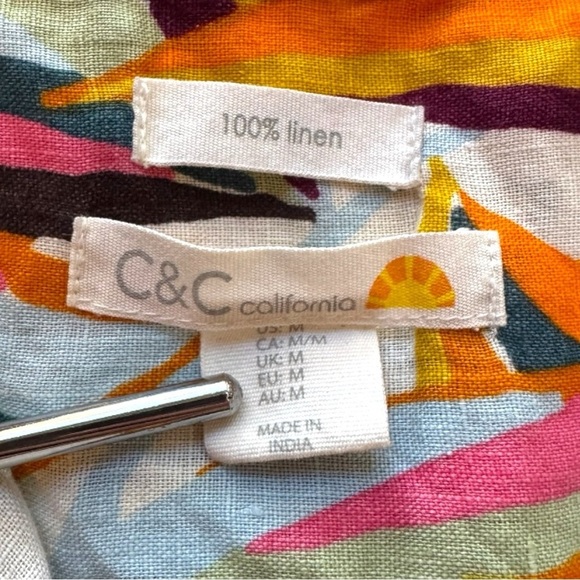 100% linen
C&C california
US: M
CA: M/M
UK: M
EU: M
AU: M
MADE IN
INDIA